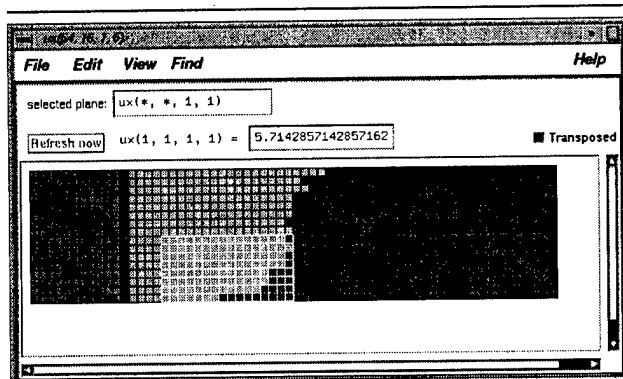 File Edit View Find Help
selected plane: ux(*, *, 1, 1)
Refresh now ux(1, 1, 1, 1) = 5.7142857142857162 Transposed